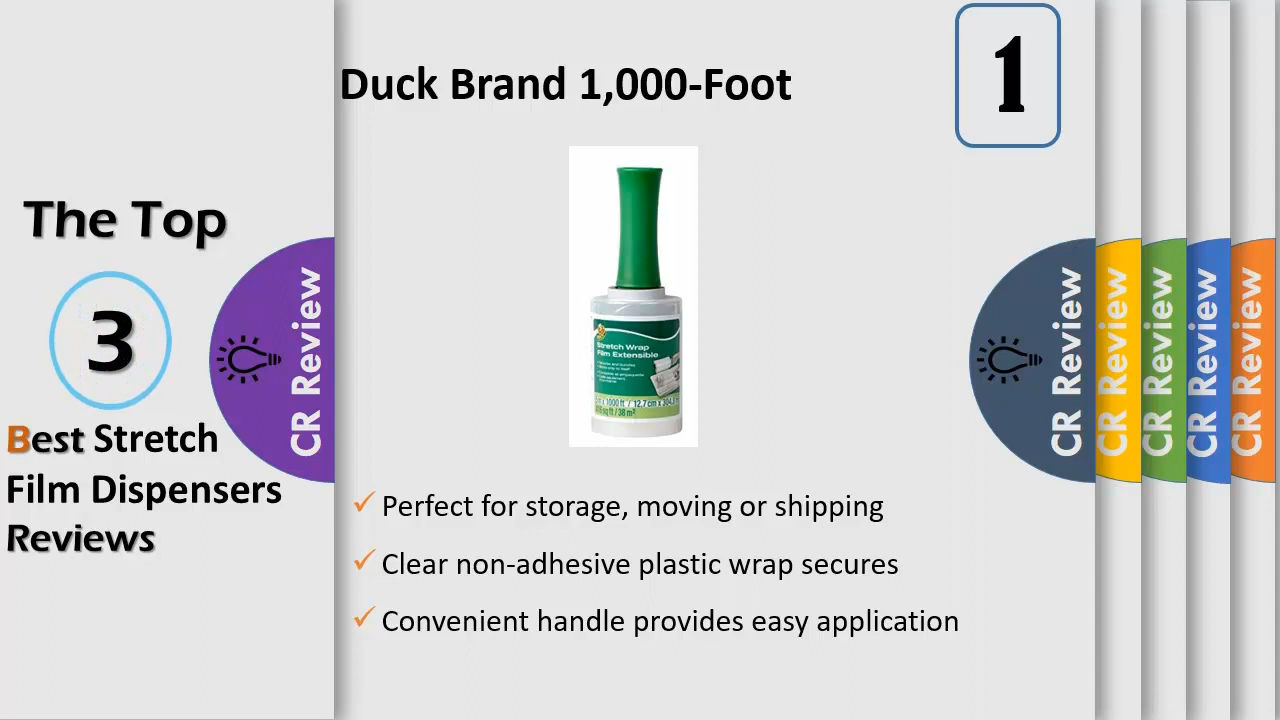 The Top
3
Best Stretch
Film Dispensers
Reviews
CR Review
Duck Brand 1,000-Foot
1
Stretch Wrap
Film Extensible
Perfect for storage, moving or shipping
Clear non-adhesive plastic wrap secures
Convenient handle provides easy application
CR Review
CR Review
CR Review
CR Review
CR Review